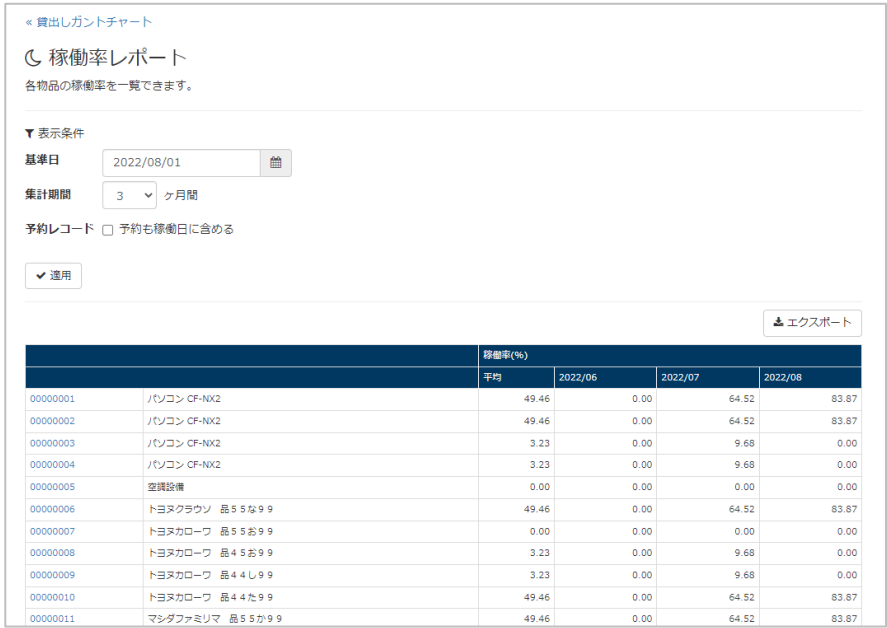 « 貸出しガントチャート
稼働率レポート
各物品の稼働率を一覧できます。
表示条件
基準日 2022/08/01
集計期間 3 ヶ月間
予約レコード 予約も稼働日に含める
適用
エクスポート
稼働率(%)
平均 2022/06 2022/07 2022/08
00000001 パソコン CF-NX2 49.46 0.00 64.52 83.87
00000002 パソコン CF-NX2 49.46 0.00 64.52 83.87
00000003 パソコン CF-NX2 3.23 0.00 9.68 0.00
00000004 パソコン CF-NX2 3.23 0.00 9.68 0.00
00000005 空調設備 0.00 0.00 0.00 0.00
00000006 トヨヌクラウソ　品５５な９９ 49.46 0.00 64.52 83.87
00000007 トヨヌカローワ　品５５お９９ 0.00 0.00 0.00 0.00
00000008 トヨヌカローワ　品４５お９９ 3.23 0.00 9.68 0.00
00000009 トヨヌカローワ　品４４し９９ 3.23 0.00 9.68 0.00
00000010 トヨヌカローワ　品４４た９９ 49.46 0.00 64.52 83.87
00000011 マシダファミリマ　品５５か９９ 49.46 0.00 64.52 83.87